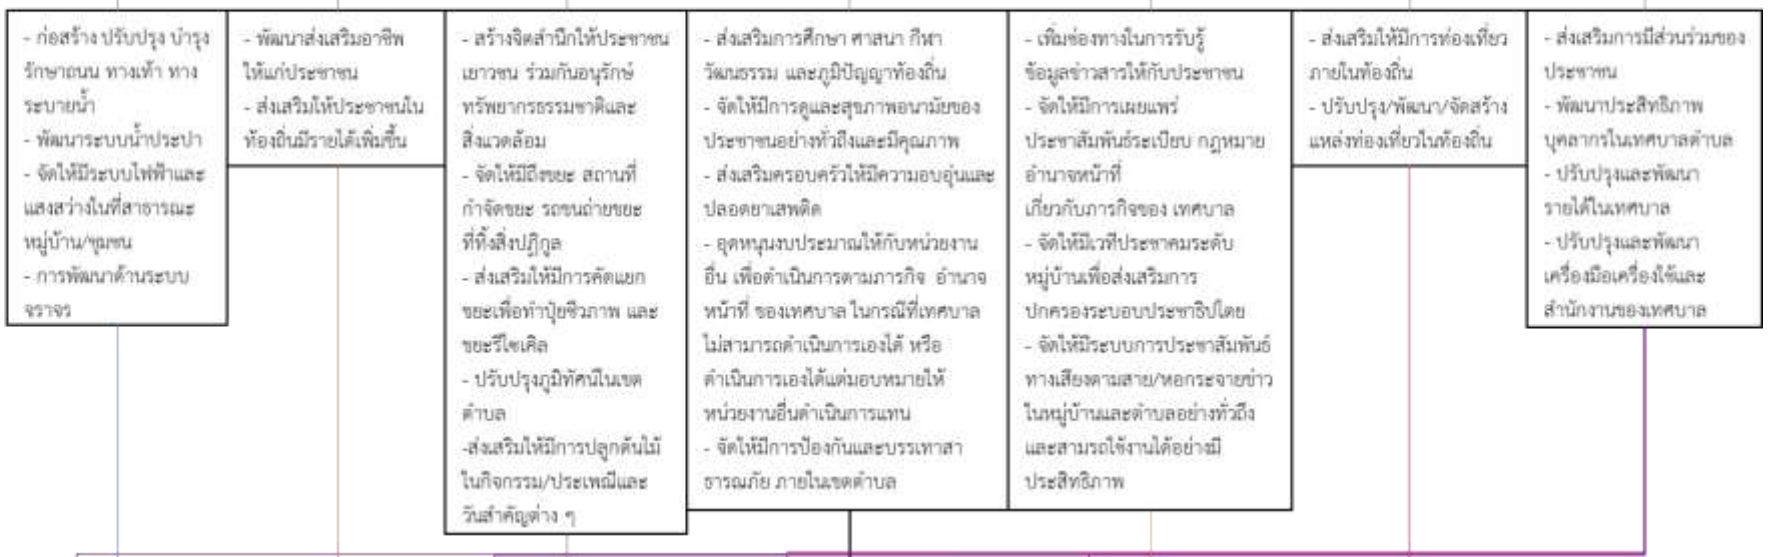 - ก่อสร้าง ปรับปรุง บำรุง
รักษาถนน ทางเท้า ทาง
ระบายน้ำ
- พัฒนาระบบน้ำประปา
- จัดให้มีระบบไฟฟ้าและ
แสงสว่างในที่สาธารณะ
หมู่บ้าน/ชุมชน
- การพัฒนาด้านระบบ
จราจร
- พัฒนาส่งเสริมอาชีพ
ให้แก่ประชาชน
- ส่งเสริมให้ประชาชนใน
ท้องถิ่นมีรายได้เพิ่มขึ้น
- สร้างจิตสำนึกให้ประชาชน
เยาวชน ร่วมกันอนุรักษ์
ทรัพยากรธรรมชาติและ
สิ่งแวดล้อม
- จัดให้มีถังขยะ สถานที่
กำจัดขยะ รถขนถ่ายขยะ
ที่ทิ้งสิ่งปฏิกูล
- ส่งเสริมให้มีการคัดแยก
ขยะเพื่อทำปุ๋ยชีวภาพ และ
ขยะรีไซเคิล
- ปรับปรุงภูมิทัศน์ในเขต
ตำบล
-ส่งเสริมให้มีการปลูกต้นไม้
ในกิจกรรม/ประเพณีและ
วันสำคัญต่าง ๆ
- ส่งเสริมการศึกษา ศาสนา กีฬา
วัฒนธรรม และภูมิปัญญาท้องถิ่น
- จัดให้มีการดูแลสุขภาพอนามัยของ
ประชาชนอย่างทั่วถึงและมีคุณภาพ
- ส่งเสริมครอบครัวให้มีความอบอุ่นและ
ปลอดยาเสพติด
- อุดหนุนงบประมาณให้กับหน่วยงาน
อื่น เพื่อดำเนินการตามภารกิจ อำนาจ
หน้าที่ ของเทศบาล ในกรณีที่เทศบาล
ไม่สามารถดำเนินการเองได้ หรือ
ดำเนินการเองได้แต่มอบหมายให้
หน่วยงานอื่นดำเนินการแทน
- จัดให้มีการป้องกันและบรรเทาสา
ธารณภัย ภายในเขตตำบล
- เพิ่มช่องทางในการรับรู้
ข้อมูลข่าวสารให้กับประชาชน
- จัดให้มีการเผยแพร่
ประชาสัมพันธ์ระเบียบ กฎหมาย
อำนาจหน้าที่
เกี่ยวกับภารกิจของ เทศบาล
- จัดให้มีเวทีประชาคมระดับ
หมู่บ้านเพื่อส่งเสริมการ
ปกครองระบอบประชาธิปไตย
- จัดให้มีระบบการประชาสัมพันธ์
ทางเสียงตามสาย/หอกระจายข่าว
ในหมู่บ้านและตำบลอย่างทั่วถึง
และสามารถใช้งานได้อย่างมี
ประสิทธิภาพ
- ส่งเสริมให้มีการท่องเที่ยว
ภายในท้องถิ่น
- ปรับปรุง/พัฒนา/จัดสร้าง
แหล่งท่องเที่ยวในท้องถิ่น
- ส่งเสริมการมีส่วนร่วมของ
ประชาชน
- พัฒนาประสิทธิภาพ
บุคลากรในเทศบาลตำบล
- ปรับปรุงและพัฒนา
รายได้ในเทศบาล
- ปรับปรุงและพัฒนา
เครื่องมือเครื่องใช้และ
สำนักงานของเทศบาล